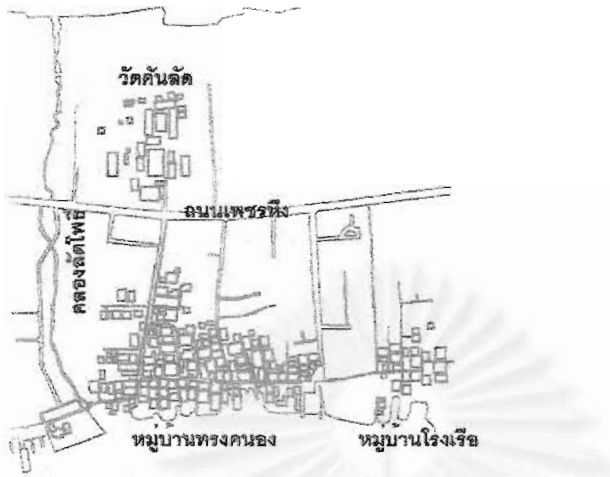 วัดคันลัด
ถนนเพชรหึง
คลองลัดโพธิ์
หมู่บ้านทรงคนอง
หมู่บ้านโรงเรือ